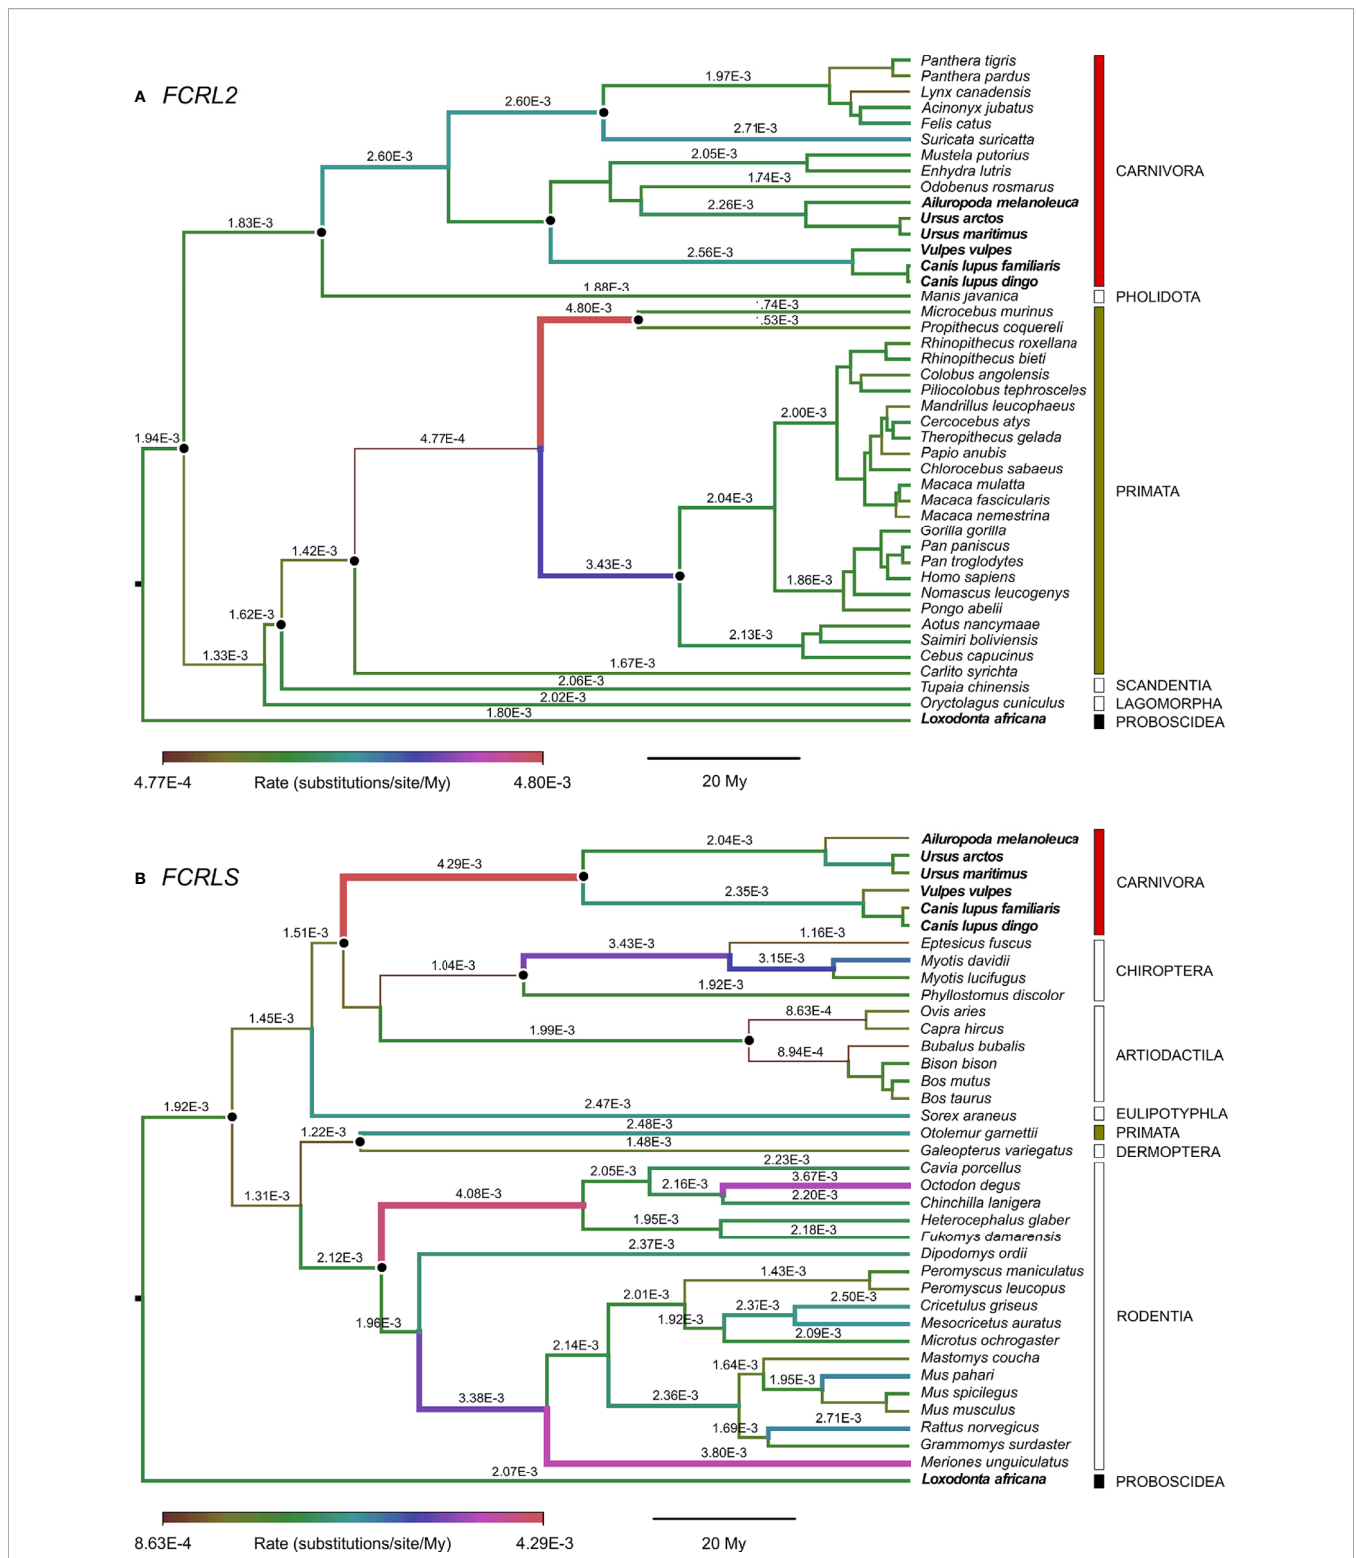 A FCRL2
Panthera tigris
Panthera pardus
1.97E-3
Lynx canadensis
2.60E-3
Acinonyx jubatus
Felis catus
2.71E-3
Suricata suricatta
2.60E-3
2.05E-3
Mustela putorius
Enhydra lutris
CARNIVORA
1.74E-3
Odobenus rosmarus
2.26E-3
Ailuropoda melanoleuca
1.83E-3
Ursus arctos
Ursus maritimus
2.56E-3
Vulpes vulpes
Canis lupus familiaris
Canis lupus dingo
1.88E-3
Manis javanica
PHOLIDOTA
4.80E-3
.74E-3
Microcebus murinus
.53E-3
Propithecus coquereli
Rhinopithecus roxellana
Rhinopithecus bieti
Colobus angolensis
Piliocolobus tephrosceles
2.00E-3
Mandrillus leucophaeus
Cercocebus atys
1.94E-3
4.77E-4
Theropithecus gelada
Papio anubis
Chlorocebus sabaeus
Macaca mulatta
PRIMATA
2.04E-3
Macaca fascicularis
Macaca nemestrina
Gorilla gorilla
1.42E-3
Pan paniscus
3.43E-3
Pan troglodytes
1.86E-3
Homo sapiens
Nomascus leucogenys
Pongo abelii
1.62E-3
Aotus nancymaae
2.13E-3
Saimiri boliviensis
1.33E-3
Cebus capucinus
1.67E-3
Carlito syrichta
2.06E-3
Tupaia chinensis
SCANDENTIA
2.02E-3
Oryctolagus cuniculus
LAGOMORPHA
1.80E-3
Loxodonta africana
PROBOSCIDEA
4.77E-4
Rate (substitutions/site/My)
4.80E-3
20 My
B FCRLS
2.04E-3
Ailuropoda melanoleuca
4.29E-3
Ursus arctos
Ursus maritimus
CARNIVORA
2.35E-3
Vulpes vulpes
Canis lupus familiaris
Canis lupus dingo
1.51E-3
1.16E-3
Eptesicus fuscus
3.43E-3
3.15E-3
Myotis davidii
1.04E-3
Myotis lucifugus
CHIROPTERA
1.92E-3
Phyllostomus discolor
8.63E-4
Ovis aries
1.45E-3
1.99E-3
Capra hircus
8.94E-4
Bubalus bubalis
ARTIODACTILA
Bison bison
Bos mutus
Bos taurus
1.92E-3
2.47E-3
Sorex araneus
EULIPOTYPHLA
1.22E-3
2.48E-3
Otolemur garnettii
PRIMATA
1.48E-3
Galeopterus variegatus
DERMOPTERA
2.23E-3
Cavia porcellus
2.05E-3
3.67E-3
Octodon degus
1.31E-3
4.08E-3
2.16E-3
2.20E-3
Chinchilla lanigera
1.95E-3
Heterocephalus glaber
2.18E-3
Fukomys damarensis
2.12E-3
2.37E-3
Dipodomys ordii
1.43E-3
Peromyscus maniculatus
Peromyscus leucopus
2.01E-3
2.50E-3
Cricetulus griseus
2.37E-3
RODENTIA
1.96E-3
1.92E-3
Mesocricetus auratus
2.09E-3
Microtus ochrogaster
2.14E-3
1.64E-3
Mastomys coucha
1.95E-3
Mus pahari
3.38E-3
2.36E-3
Mus spicilegus
Mus musculus
1.69E-3
2.71E-3
Rattus norvegicus
Grammomys surdaster
3.80E-3
Meriones unguiculatus
2.07E-3
Loxodonta africana
PROBOSCIDEA
8.63E-4
Rate (substitutions/site/My)
4.29E-3
20 My